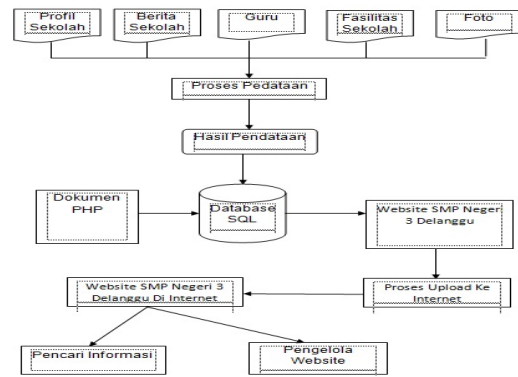 Profil
Sekolah
Berita
Sekolah
Guru
Fasilitas
Sekolah
Foto
Proses Pedataan
Hasil Pendataan
Dokumen
PHP
Database
SQL
Website SMP Neger
3 Delanggu
Website SMP Negeri 3
Delanggu Di Internet
Proses Upload Ke
Internet
Pencari Informasi
Pengelola
Website